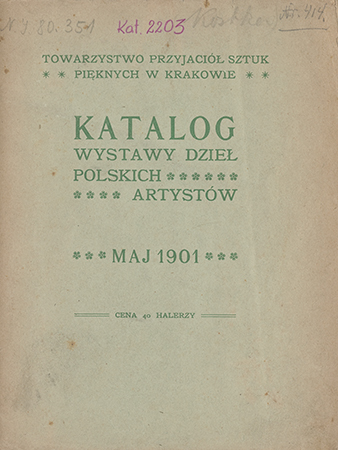 Kat. 2203
TOWARZYSTWO PRZYJACIÓŁ SZTUK
* * PIĘKNYCH W KRAKOWIE * *
KATALOG
WYSTAWY DZIEŁ
POLSKICH ******
**** ARTYSTÓW
*** MAJ 1901 ***
CENA 40 HALERZY